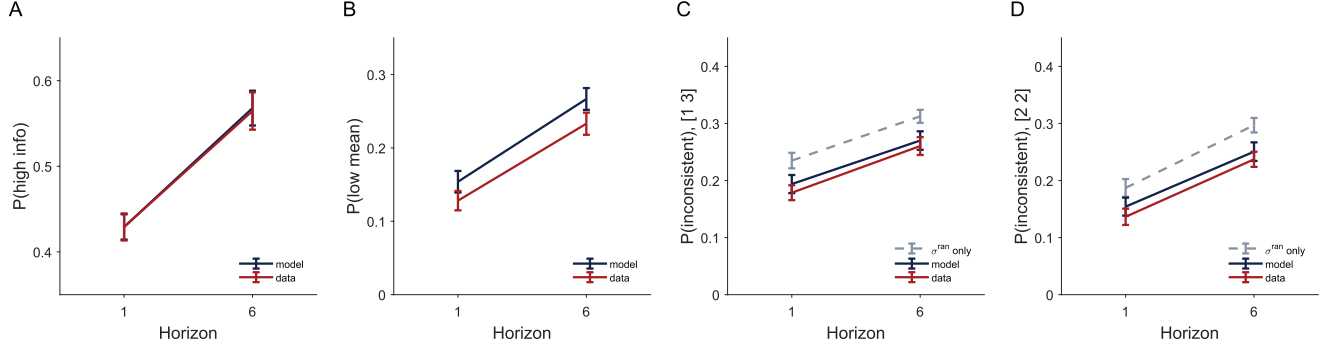 A
P(high info)
0.6
0.5
0.4
1
6
Horizon
model
data
B
P(low mean)
0.3
0.2
0.1
0
1
6
Horizon
model
data
C
P(inconsistent), [1 3]
0.4
0.3
0.2
0.1
0
1
6
Horizon
σ^ran only
model
data
D
P(inconsistent), [2 2]
0.4
0.3
0.2
0.1
0
1
6
Horizon
σ^ran only
model
data